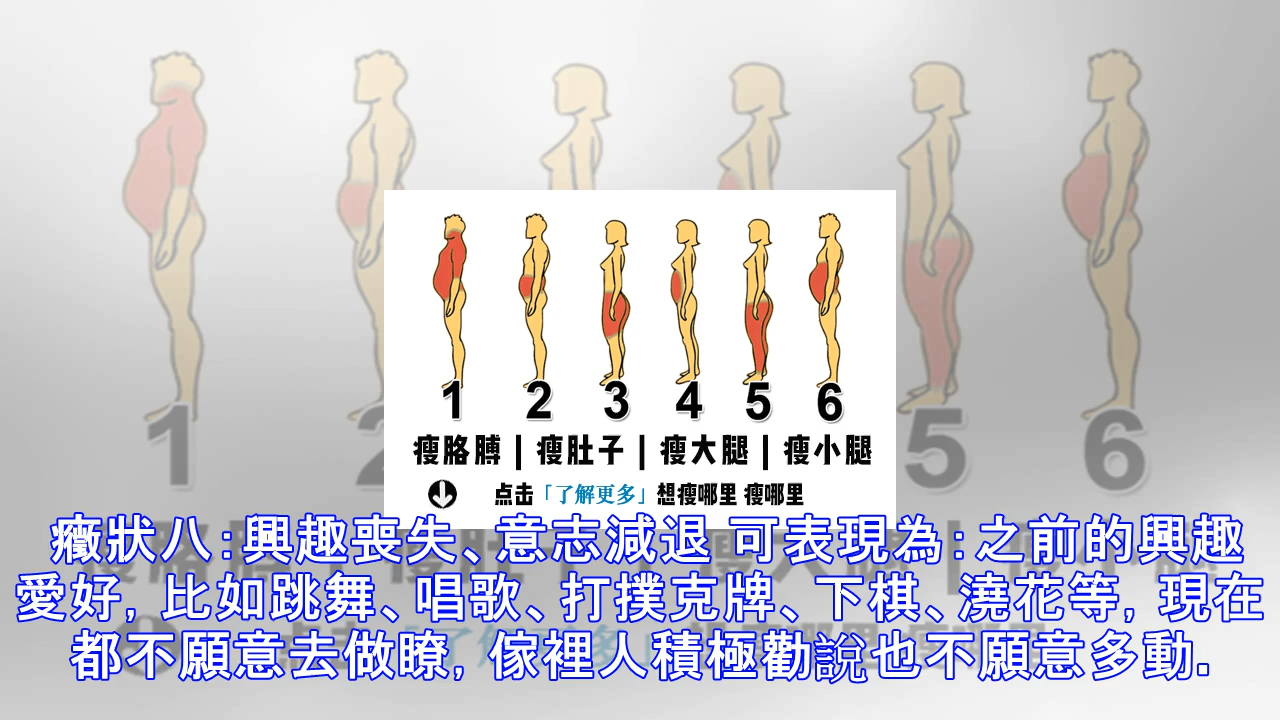 1 2 3 4 5 6
瘦胳膊 | 瘦肚子 | 瘦大腿 | 瘦小腿
点击「了解更多」想瘦哪里 瘦哪里
癥狀八:興趣喪失、意志減退 可表現為:之前的興趣
愛好, 比如跳舞、唱歌、打撲克牌、下棋、澆花等, 現在
都不願意去做瞭, 傢裡人積極勸說也不願意多動.